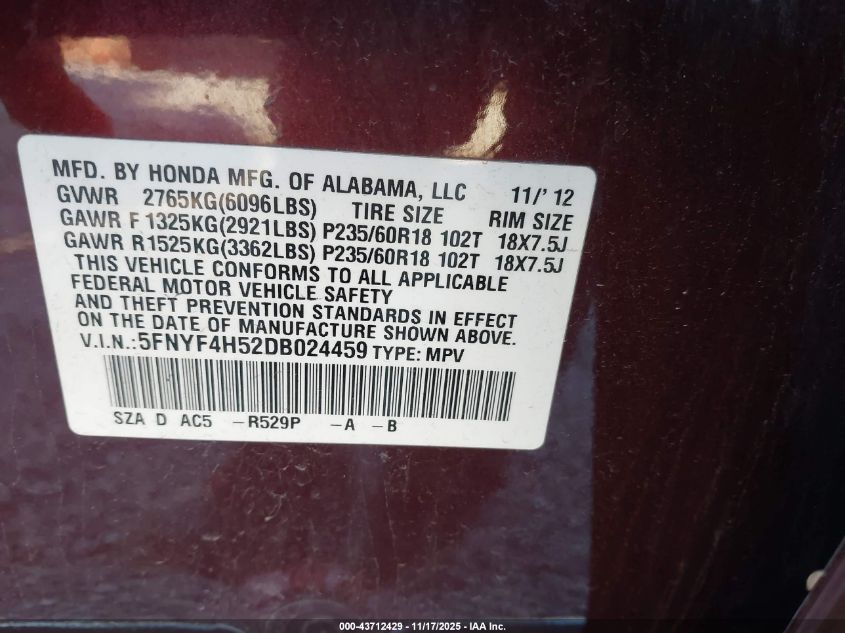 MFD. BY HONDA MFG. OF ALABAMA, LLC 11/' 12
GVWR 2765KG(6096LBS) TIRE SIZE RIM SIZE
GAWR F 1325KG(2921LBS) P235/60R18 102T 18X7.5J
GAWR R1525KG(3362LBS) P235/60R18 102T 18X7.5J
THIS VEHICLE CONFORMS TO ALL APPLICABLE
FEDERAL MOTOR VEHICLE SAFETY
AND THEFT PREVENTION STANDARDS IN EFFECT
ON THE DATE OF MANUFACTURE SHOWN ABOVE.
V.I.N.:5FNYF4H52DB024459 TYPE: MPV
SZA D AC5 -R529P -A -B
000-43712429 - 11/17/2025 - IAA Inc.